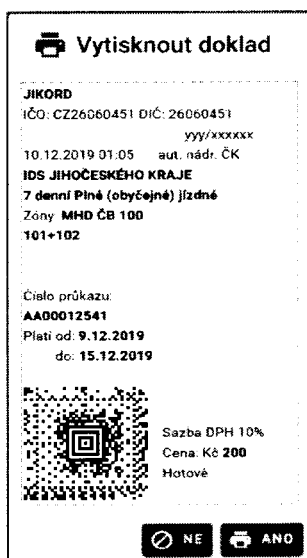 Vytisknout doklad
JIKORD
IČO: CZ26060451 DIČ: 26060451
yyy/xxxxxx
10.12.2019 01:05 aut. nádr. ČK
IDS JIHOČESKÉHO KRAJE
7 denní Plné (obyčejné) jízdné
Zóny: MHD ČB 100
101+102
Číslo průkazu:
AA00012541
Platí od: 9.12.2019
do: 15.12.2019
Sazba DPH 10%
Cena: Kč 200
Hotově
NE ANO